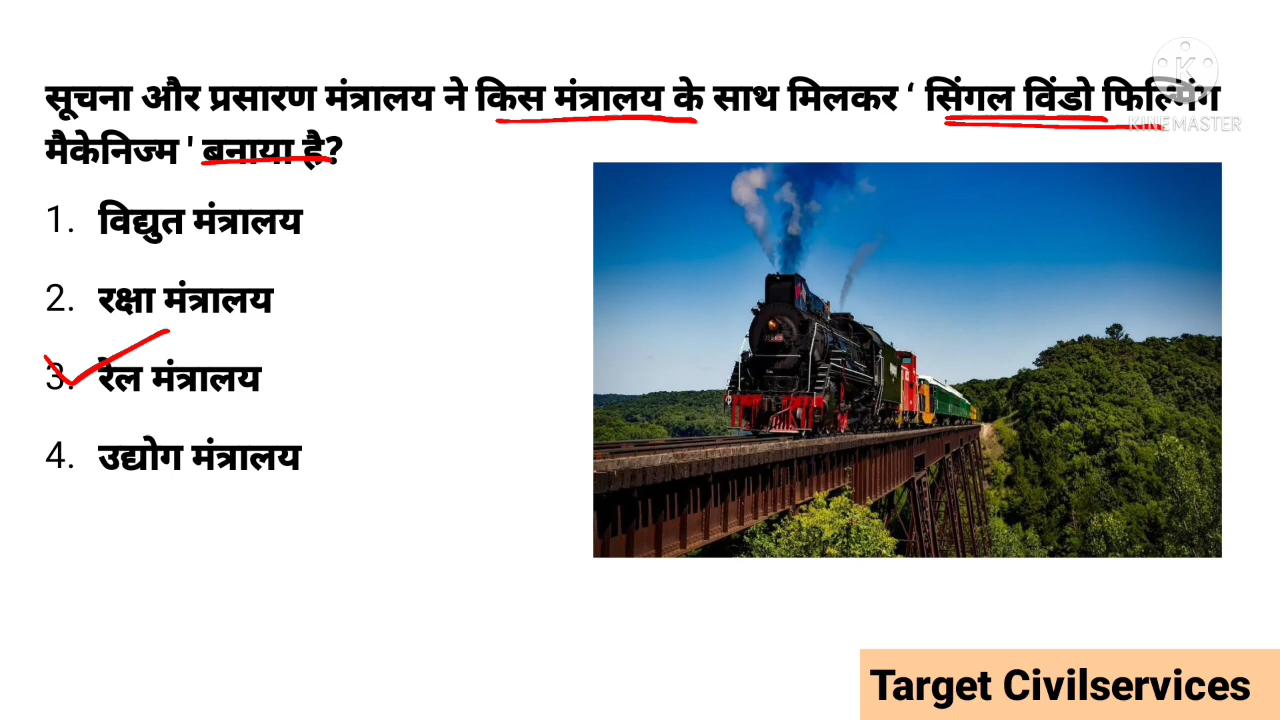 सूचना और प्रसारण मंत्रालय ने किस मंत्रालय के साथ मिलकर ‘ सिंगल विंडो फिल्मिंग
मैकेनिज्म ' बनाया है?
1. विद्युत मंत्रालय
2. रक्षा मंत्रालय
3. रेल मंत्रालय
4. उद्योग मंत्रालय
K
KINEMASTER
Target Civilservices